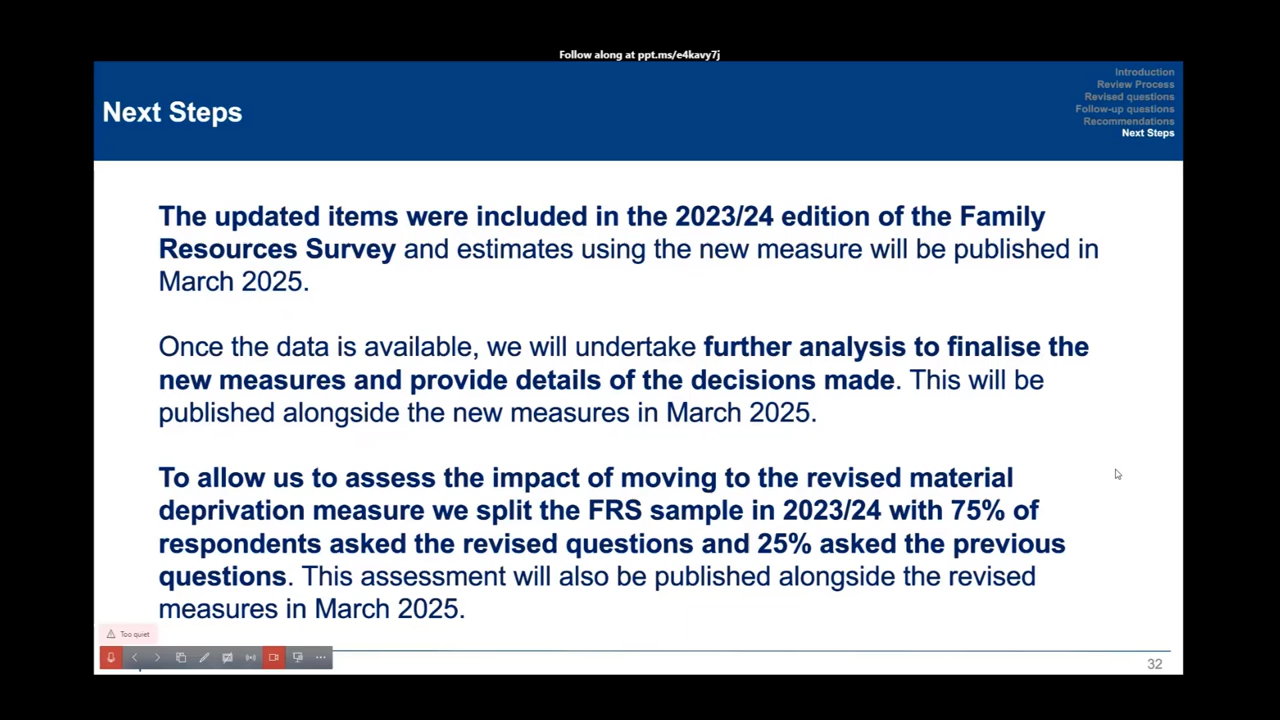 Follow along at ppt.ms/e4kavy7j
Next Steps
Introduction
Review Process
Revised questions
Follow-up questions
Recommendations
Next Steps
The updated items were included in the 2023/24 edition of the Family
Resources Survey and estimates using the new measure will be published in
March 2025.
Once the data is available, we will undertake further analysis to finalise the
new measures and provide details of the decisions made. This will be
published alongside the new measures in March 2025.
To allow us to assess the impact of moving to the revised material
deprivation measure we split the FRS sample in 2023/24 with 75% of
respondents asked the revised questions and 25% asked the previous
questions. This assessment will also be published alongside the revised
measures in March 2025.
Too quiet
32